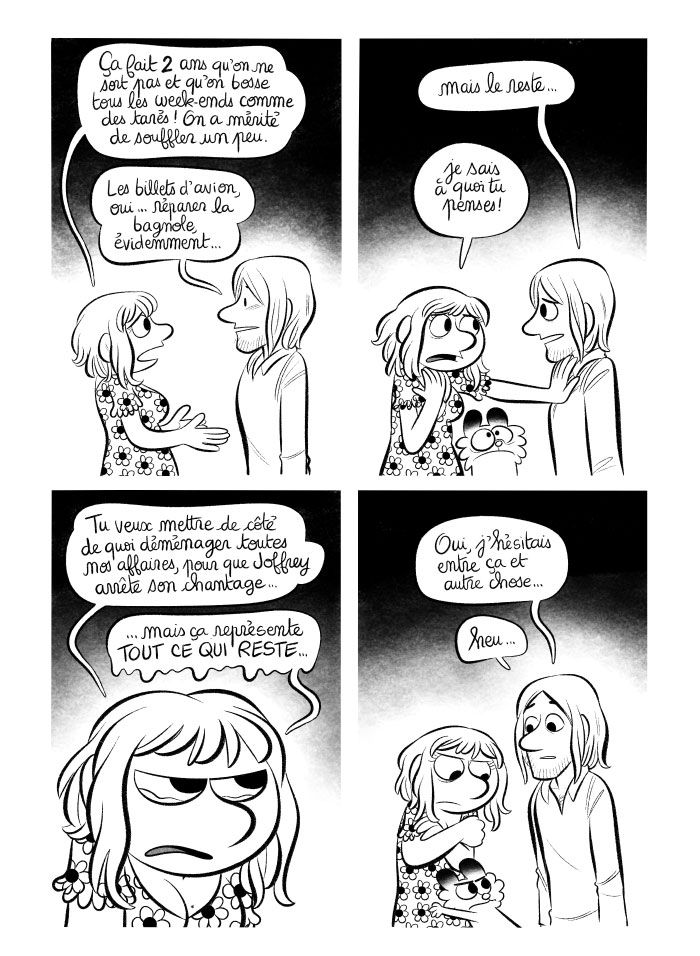 Ça fait 2 ans qu'on ne
sort pas et qu'on bosse
tous les week-ends comme
des tarés ! On a mérité
de souffler un peu.
Les billets d'avion,
oui... réparer la
bagnole,
évidemment...
mais le reste...
je sais
à quoi tu
penses!
Tu veux mettre de côté
de quoi déménager toutes
nos affaires, pour que Joffrey
arrête son chantage...
... mais ça représente
TOUT CE QUI RESTE...
Oui, j'hésitais
entre ça et
autre chose...
heu...